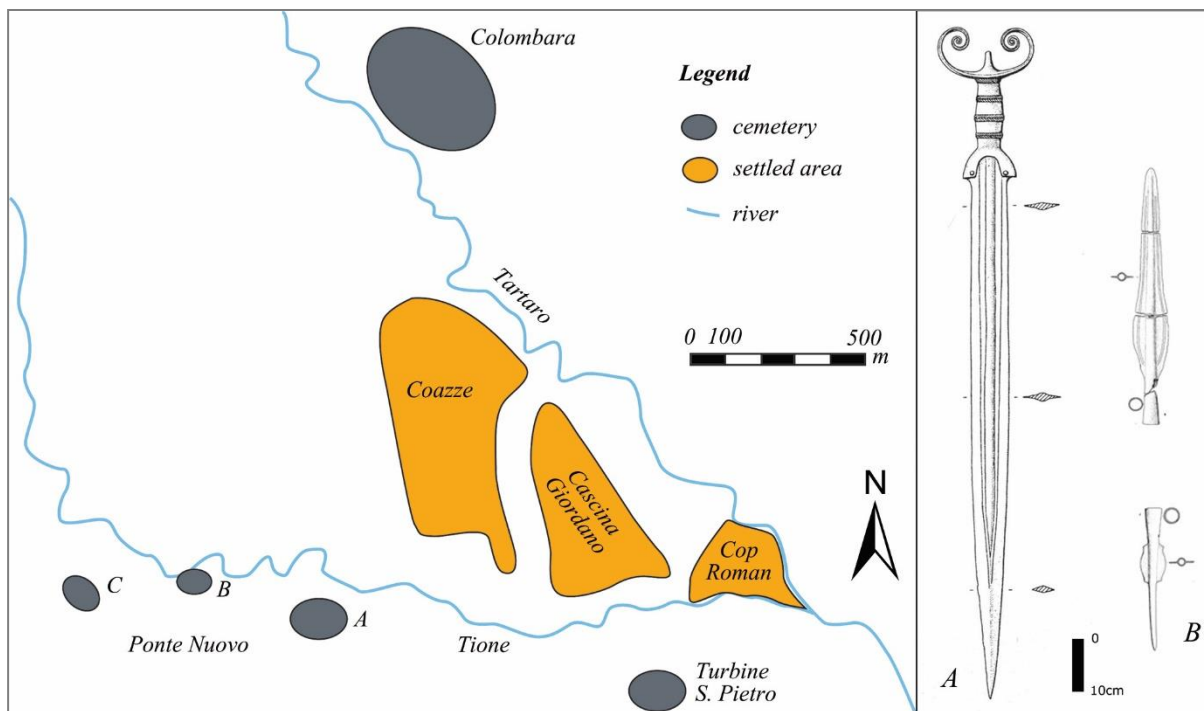 Colombara
Legend
cemetery
settled area
river
Tartaro
0 100 500
m
Coazze
Cascina
Giordano
Cop
Roman
N
C
B
A
Ponte Nuovo
Tione
Turbine
S. Pietro
A
0
10cm
B